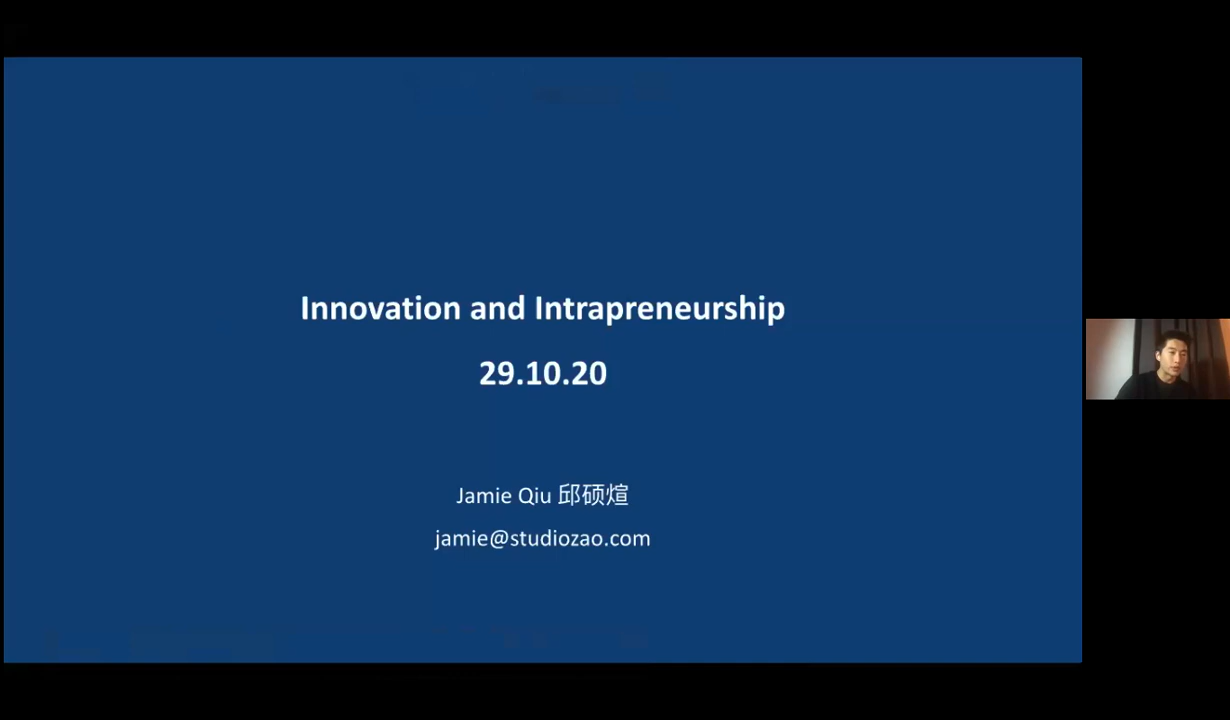 Innovation and Intrapreneurship
29.10.20
Jamie Qiu 邱硕煊
jamie@studiozao.com